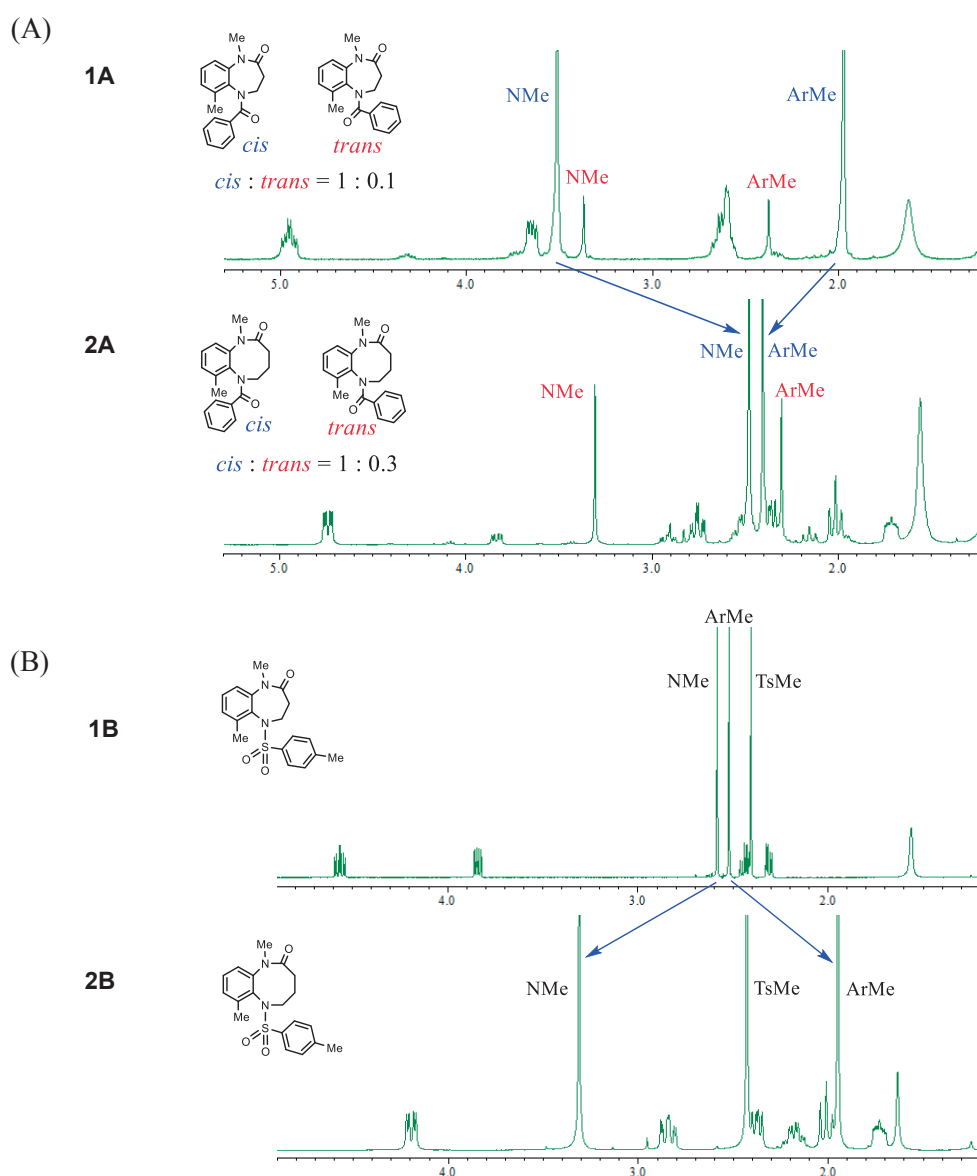 (A)
1A
Me
N
O
N
Me
O
cis
Me
N
O
N
Me
O
trans
cis : trans = 1 : 0.1
NMe
NMe
ArMe
ArMe
5.0 4.0 3.0 2.0
2A
Me
N
O
N
Me
O
cis
Me
N
O
N
Me
O
trans
cis : trans = 1 : 0.3
NMe
NMe
ArMe
ArMe
5.0 4.0 3.0 2.0
(B)
1B
Me
N
O
N
Me
O
S
O
Me
NMe
ArMe
TsMe
4.0 3.0 2.0
2B
Me
N
O
N
Me
O
S
O
Me
NMe
TsMe
ArMe
4.0 3.0 2.0